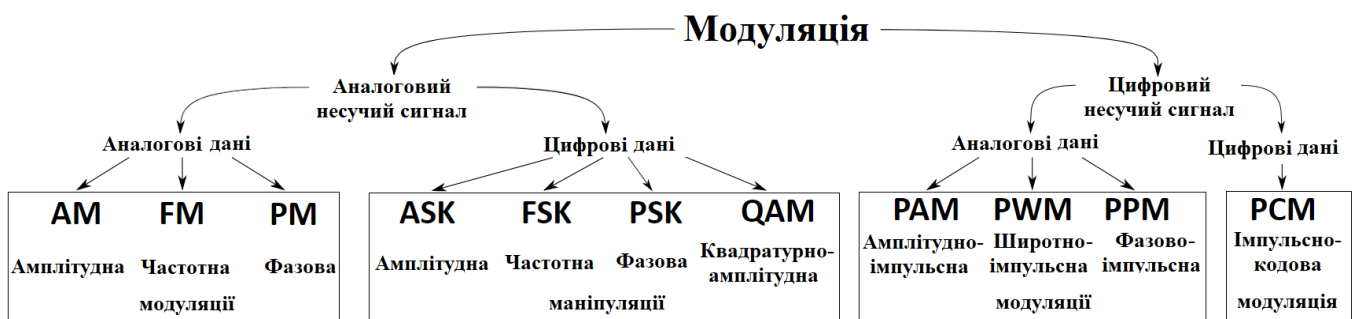 Модуляція
Аналоговий
несучий сигнал
Цифровий
несучий сигнал
Аналогові дані
Цифрові дані
Аналогові дані
Цифрові дані
AM FM PM
Амплітудна Частотна Фазова
модуляції
ASK FSK PSK QAM
Амплітудна Частотна Фазова Квадратурно-
амплітудна
маніпуляції
PAM PWM PPM
Амплітудно- Широтно- Фазово-
імпульсна імпульсна імпульсна
модуляції
PCM
Імпульсно-
кодова
модуляція